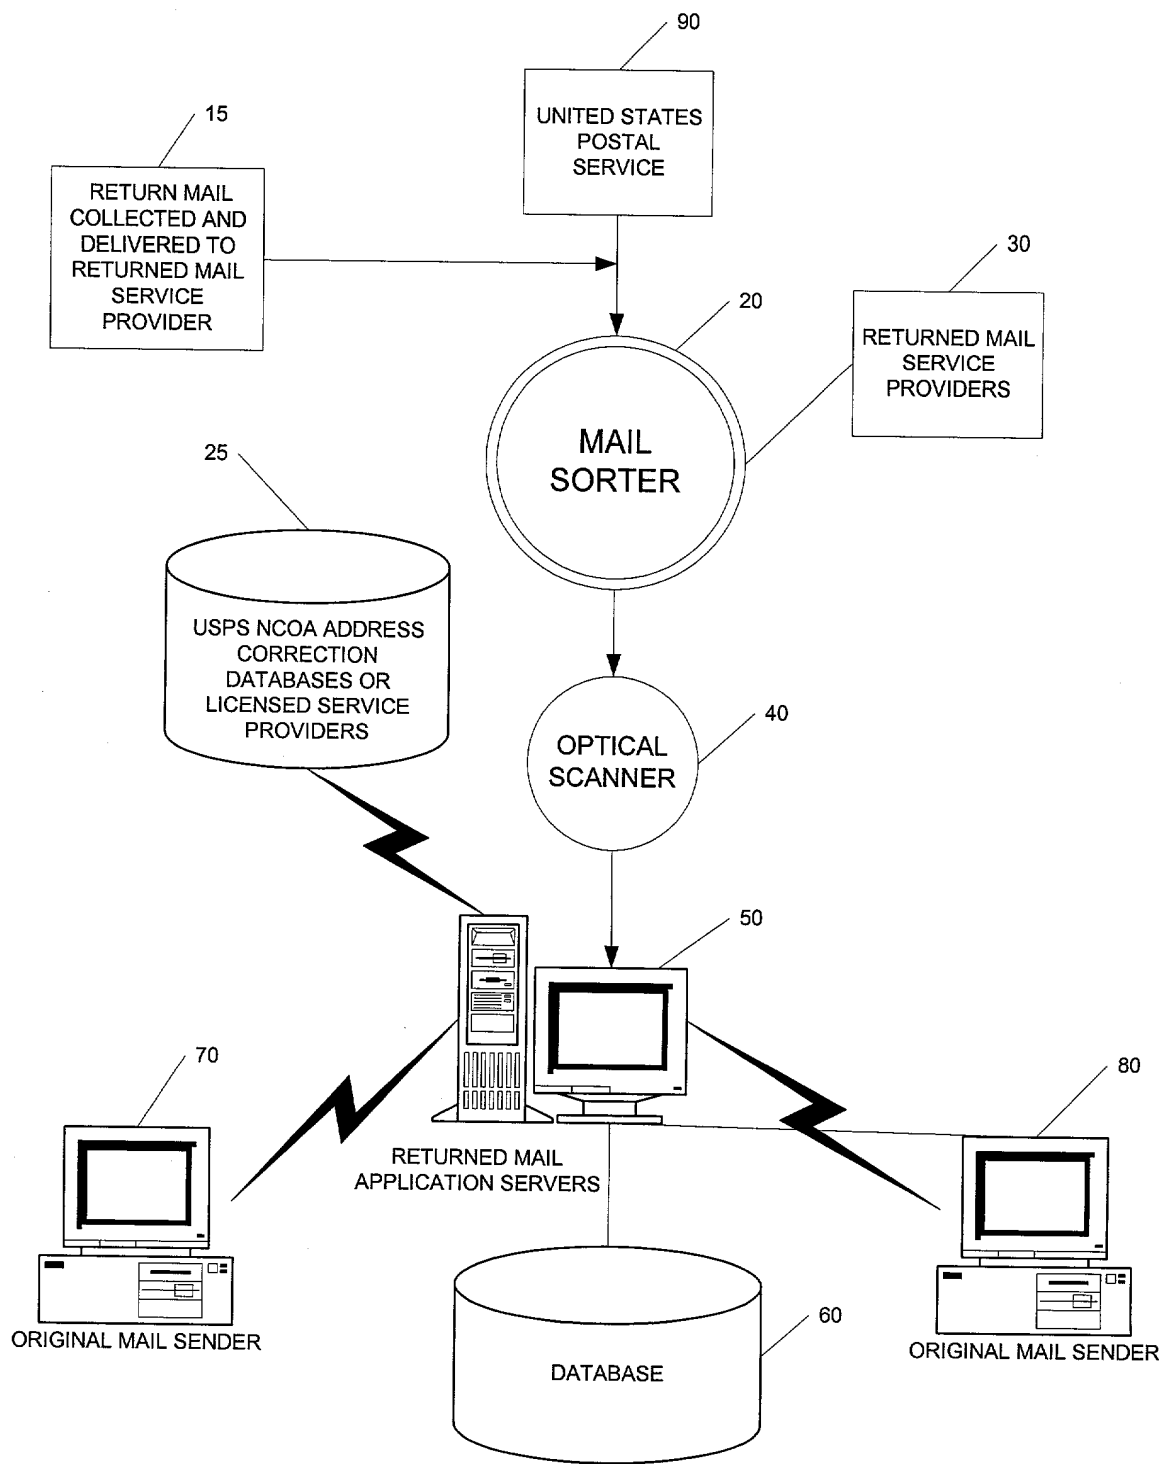 90
UNITED STATES
POSTAL
SERVICE
15
RETURN MAIL
COLLECTED AND
DELIVERED TO
RETURNED MAIL
SERVICE
PROVIDER
30
RETURNED MAIL
SERVICE
PROVIDERS
20
MAIL
SORTER
25
USPS NCOA ADDRESS
CORRECTION
DATABASES OR
LICENSED SERVICE
PROVIDERS
40
OPTICAL
SCANNER
50
70
80
RETURNED MAIL
APPLICATION SERVERS
ORIGINAL MAIL SENDER
ORIGINAL MAIL SENDER
60
DATABASE